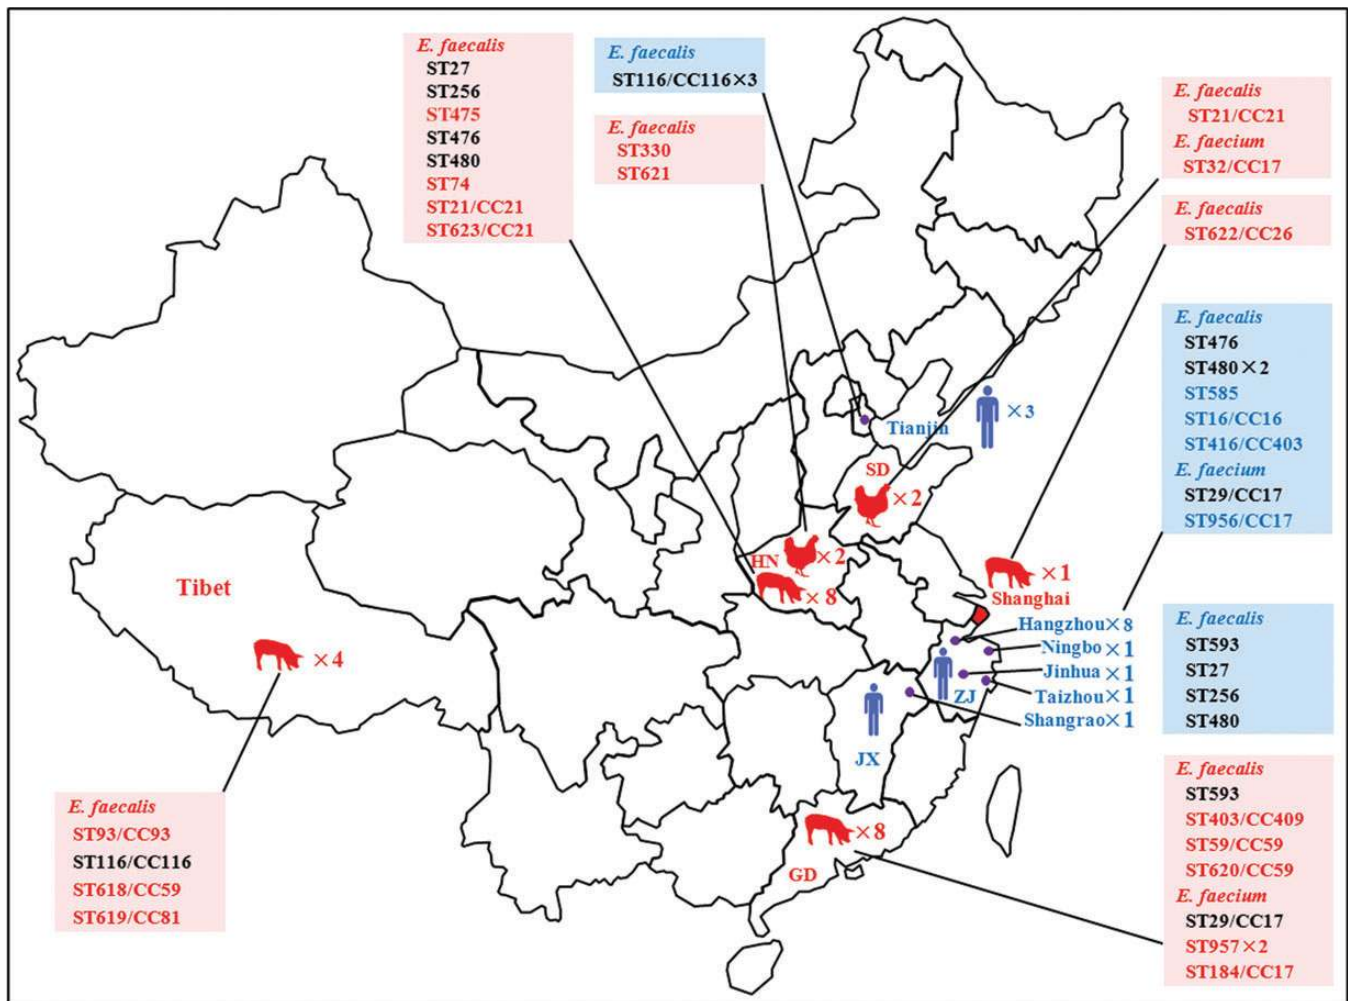 E. faecalis
ST27
ST256
ST475
ST476
ST480
ST74
ST21/CC21
ST623/CC21
E. faecalis
ST116/CC116×3
E. faecalis
ST330
ST621
E. faecalis
ST21/CC21
E. faecium
ST32/CC17
E. faecalis
ST622/CC26
E. faecalis
ST476
ST480×2
ST585
ST16/CC16
ST416/CC403
E. faecium
ST29/CC17
ST956/CC17
Tianjin
×3
SD
×2
HN
×2
×8
×1
Shanghai
Tibet
×4
Hangzhou×8
Ningbo×1
Jinhua×1
Taizhou×1
Shangrao×1
ZJ
JX
×8
GD
E. faecalis
ST593
ST27
ST256
ST480
E. faecalis
ST93/CC93
ST116/CC116
ST618/CC59
ST619/CC81
E. faecalis
ST593
ST403/CC409
ST59/CC59
ST620/CC59
E. faecium
ST29/CC17
ST957×2
ST184/CC17